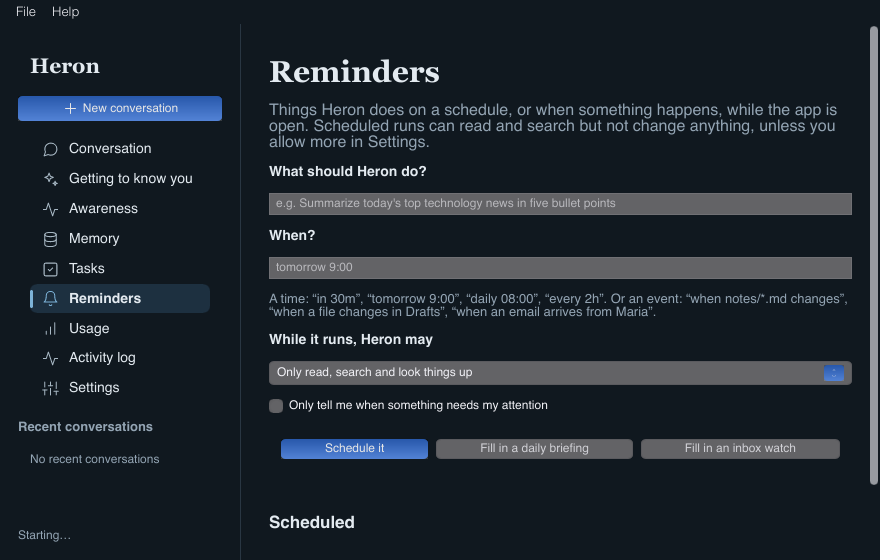 File Help
Heron
New conversation
Conversation
Getting to know you
Awareness
Memory
Tasks
Reminders
Usage
Activity log
Settings
Recent conversations
No recent conversations
Starting…
Reminders
Things Heron does on a schedule, or when something happens, while the app is
open. Scheduled runs can read and search but not change anything, unless you
allow more in Settings.
What should Heron do?
e.g. Summarize today's top technology news in five bullet points
When?
tomorrow 9:00
A time: “in 30m”, “tomorrow 9:00”, “daily 08:00”, “every 2h”. Or an event: “when notes/*.md changes”,
“when a file changes in Drafts”, “when an email arrives from Maria”.
While it runs, Heron may
Only read, search and look things up
Only tell me when something needs my attention
Schedule it
Fill in a daily briefing
Fill in an inbox watch
Scheduled